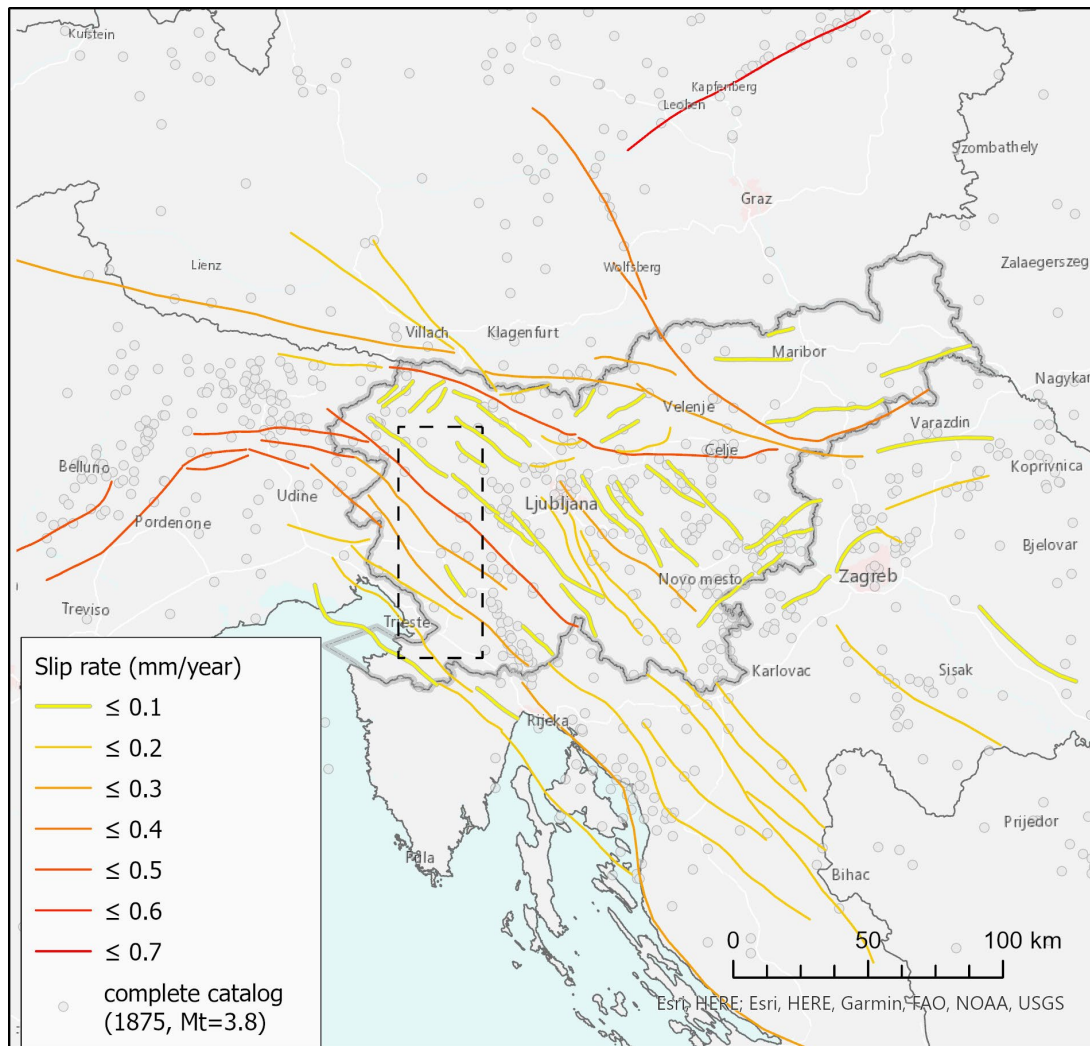 Kufstein
Kapfenberg
Leoben
Szombathely
Graz
Lienz
Wolfsberg
Zalaegerszeg
Villach
Klagenfurt
Maribor
Nagykan
Velenje
Varazdin
Celje
Belluno
Koprivnica
Udine
Ljubljana
Pordenone
Bjelovar
Novo mesto
Zagreb
Treviso
Trieste
Karlovac
Sisak
Rijeka
Slip rate (mm/year)
≤ 0.1
≤ 0.2
≤ 0.3
≤ 0.4
≤ 0.5
≤ 0.6
≤ 0.7
complete catalog
(1875, Mt=3.8)
Pula
Prijedor
Bihac
0 50 100 km
Esri, HERE; Esri, HERE, Garmin, FAO, NOAA, USGS